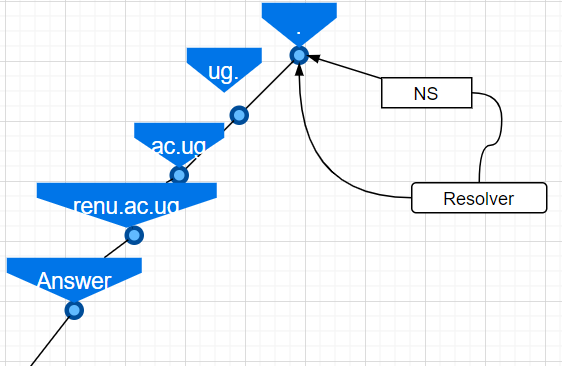 .
ug.
NS
ac.ug
Resolver
renu.ac.ug
Answer